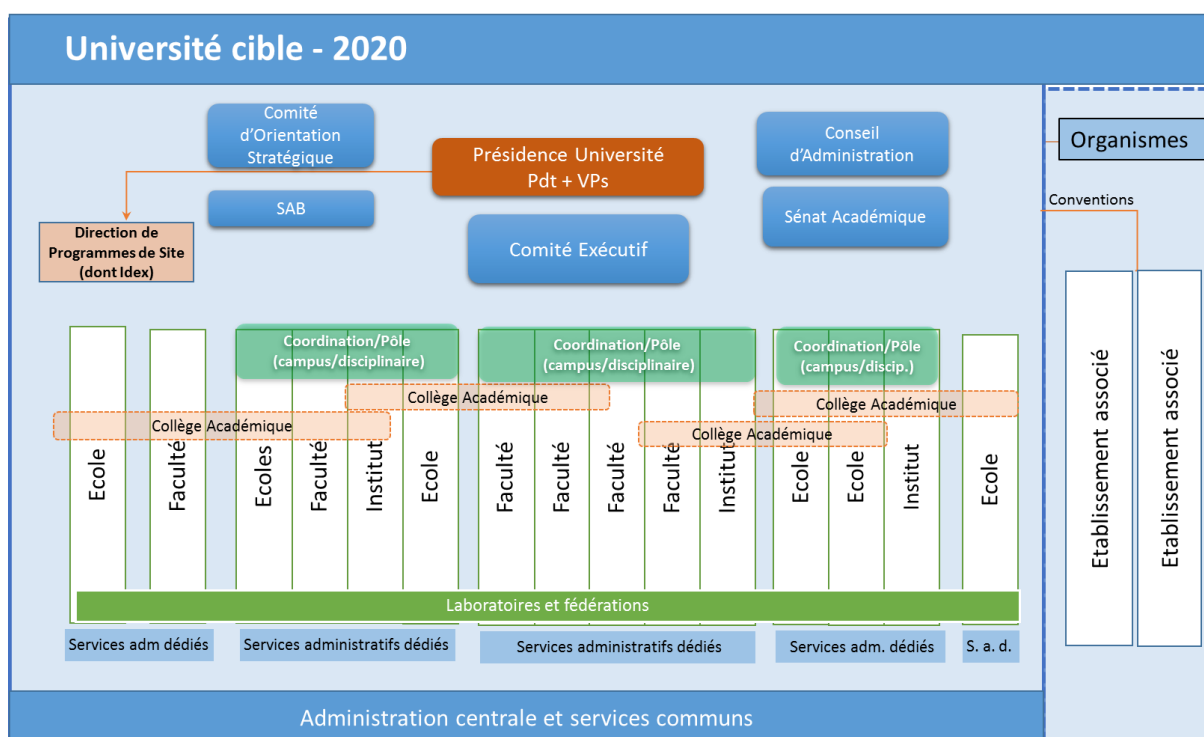 Université cible - 2020
Comité
d'Orientation
Stratégique
SAB
Présidence Université
Pdt + VPs
Comité Exécutif
Conseil
d'Administration
Sénat Académique
Organismes
Conventions
Direction de
Programmes de Site
(dont Idex)
Coordination/Pôle
(campus/disciplinaire)
Coordination/Pôle
(campus/disciplinaire)
Coordination/Pôle
(campus/discip.)
Collège Académique
Collège Académique
Collège Académique
Collège Académique
Ecole
Faculté
Ecoles
Faculté
Institut
Ecole
Faculté
Faculté
Faculté
Faculté
Institut
Ecole
Ecole
Institut
Ecole
Etablissement associé
Etablissement associé
Laboratoires et fédérations
Services adm dédiés
Services administratifs dédiés
Services administratifs dédiés
Services adm. dédiés
S. a. d.
Administration centrale et services communs